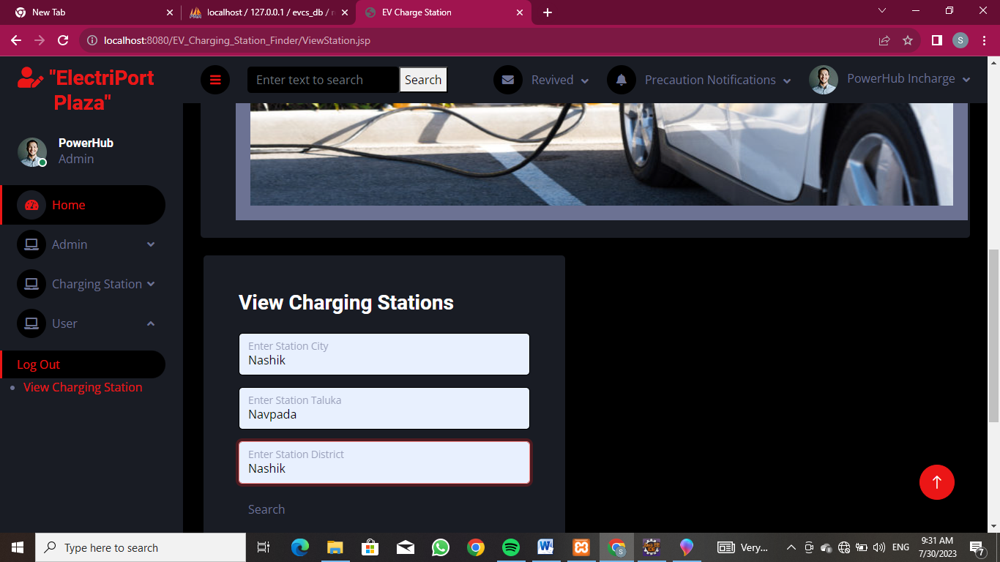 New Tab
localhost / 127.0.0.1 / evcs_db / r
EV Charge Station
localhost:8080/EV_Charging_Station_Finder/ViewStation.jsp
S
"ElectriPort
Plaza"
Enter text to search
Search
Revived
Precaution Notifications
PowerHub Incharge
PowerHub
Admin
Home
Admin
Charging Station
User
Log Out
View Charging Station
View Charging Stations
Enter Station City
Nashik
Enter Station Taluka
Navpada
Enter Station District
Nashik
Search
Type here to search
Very...
ENG
9:31 AM
7/30/2023
7